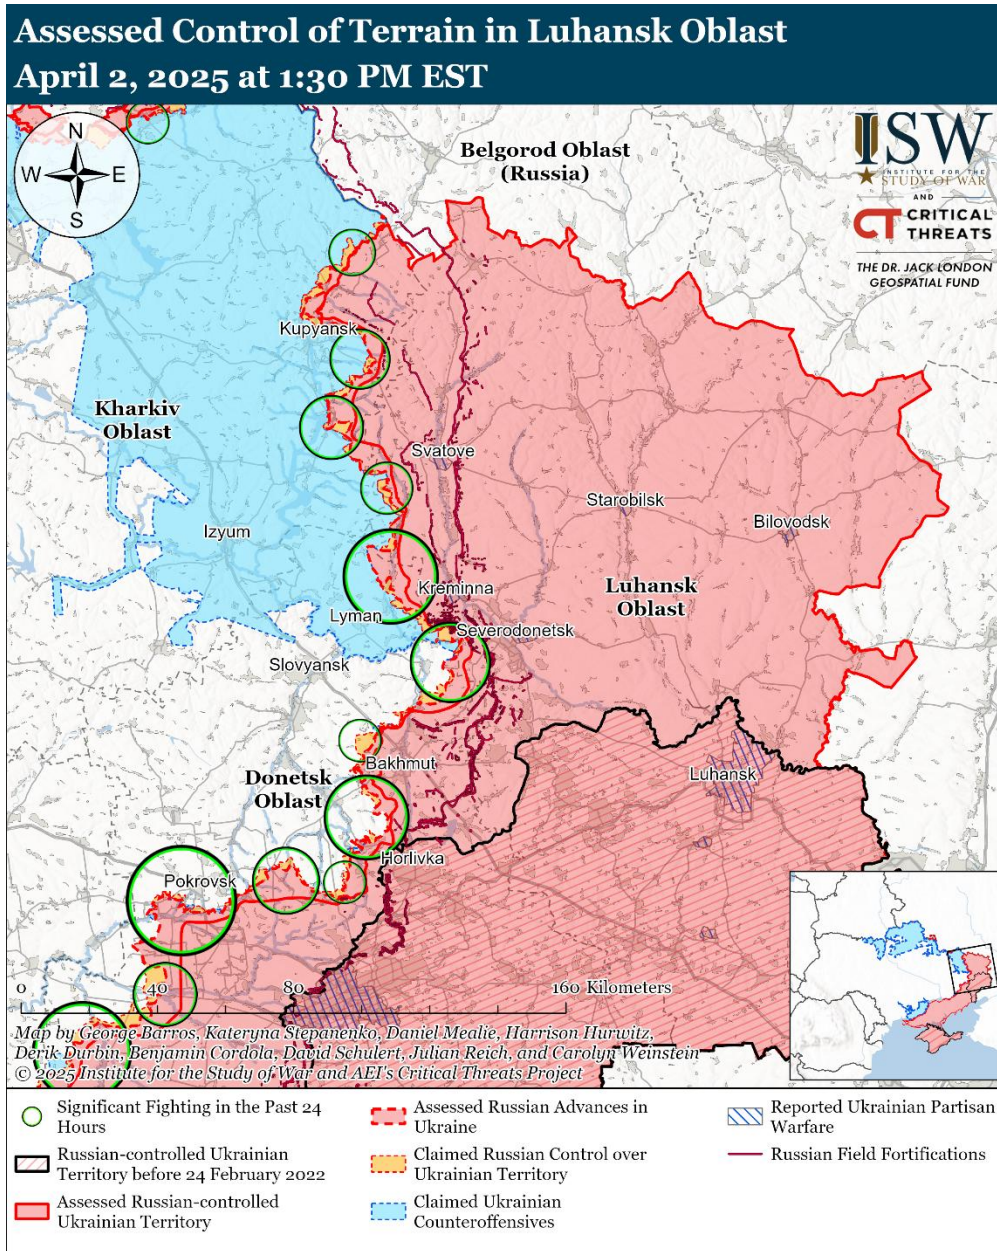 Assessed Control of Terrain in Luhansk Oblast
April 2, 2025 at 1:30 PM EST
N
W
E
S
Belgorod Oblast
(Russia)
ISW
INSTITUTE FOR THE
STUDY OF WAR
AND
CT CRITICAL
THREATS
THE DR. JACK LONDON
GEOSPATIAL FUND
Kupyansk
Kharkiv
Oblast
Svatove
Starobilsk
Bilovodsk
Izyum
Kreminna
Luhansk
Oblast
Lyman
Severodonetsk
Slovyansk
Bakhmut
Donetsk
Oblast
Luhansk
Horlivka
Pokrovsk
0
40
80
160 Kilometers
Map by George Barros, Kateryna Stepanenko, Daniel Mealie, Harrison Hurwitz,
Derik Durbin, Benjamin Cordola, David Schulert, Julian Reich, and Carolyn Weinstein
© 2025 Institute for the Study of War and AEI's Critical Threats Project
Significant Fighting in the Past 24
Hours
Russian-controlled Ukrainian
Territory before 24 February 2022
Assessed Russian-controlled
Ukrainian Territory
Assessed Russian Advances in
Ukraine
Claimed Russian Control over
Ukrainian Territory
Claimed Ukrainian
Counteroffensives
Reported Ukrainian Partisan
Warfare
Russian Field Fortifications